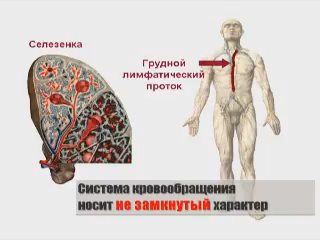 Селезенка
Грудной
лимфатический
проток
Система кровообращения
носит не замкнутый характер